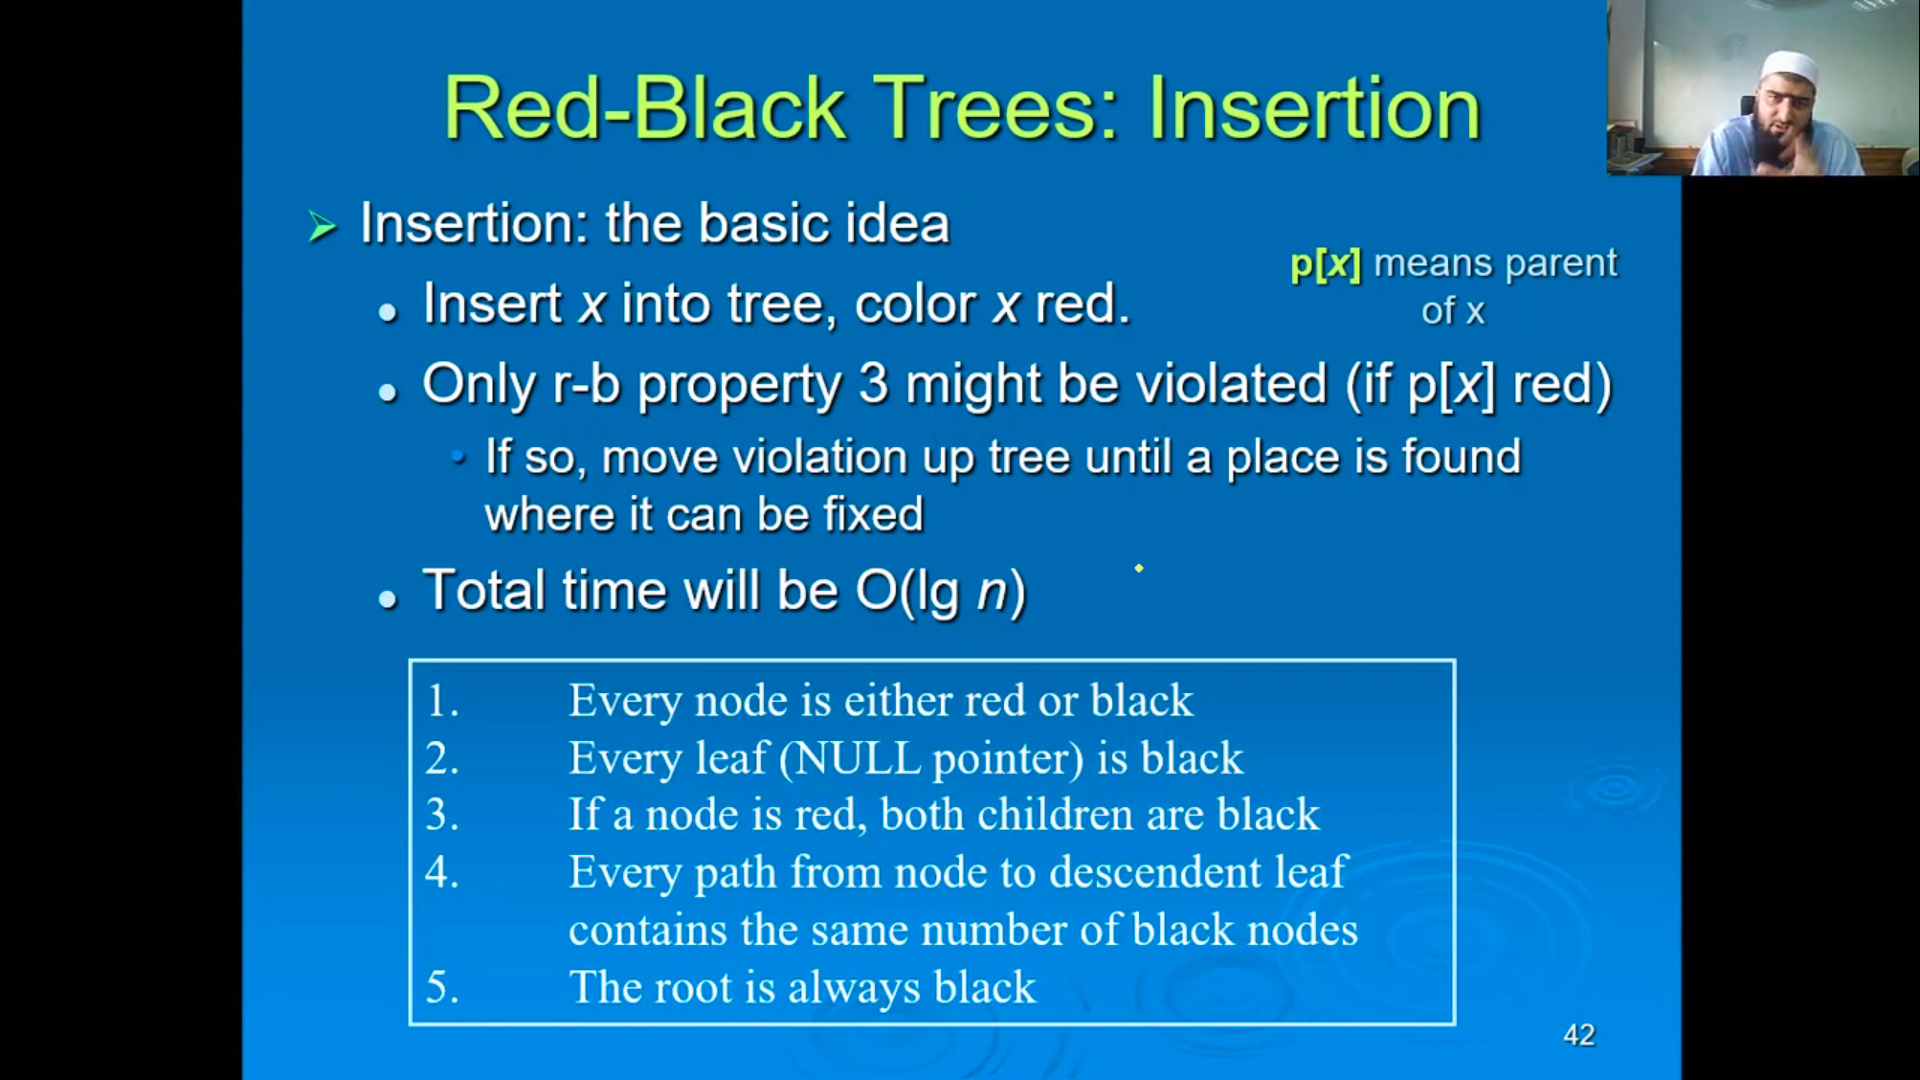 Red-Black Trees: Insertion
Insertion: the basic idea
p[x] means parent
of x
Insert x into tree, color x red.
Only r-b property 3 might be violated (if p[x] red)
If so, move violation up tree until a place is found
where it can be fixed
Total time will be O(lg n)
1. Every node is either red or black
2. Every leaf (NULL pointer) is black
3. If a node is red, both children are black
4. Every path from node to descendent leaf
contains the same number of black nodes
5. The root is always black
42